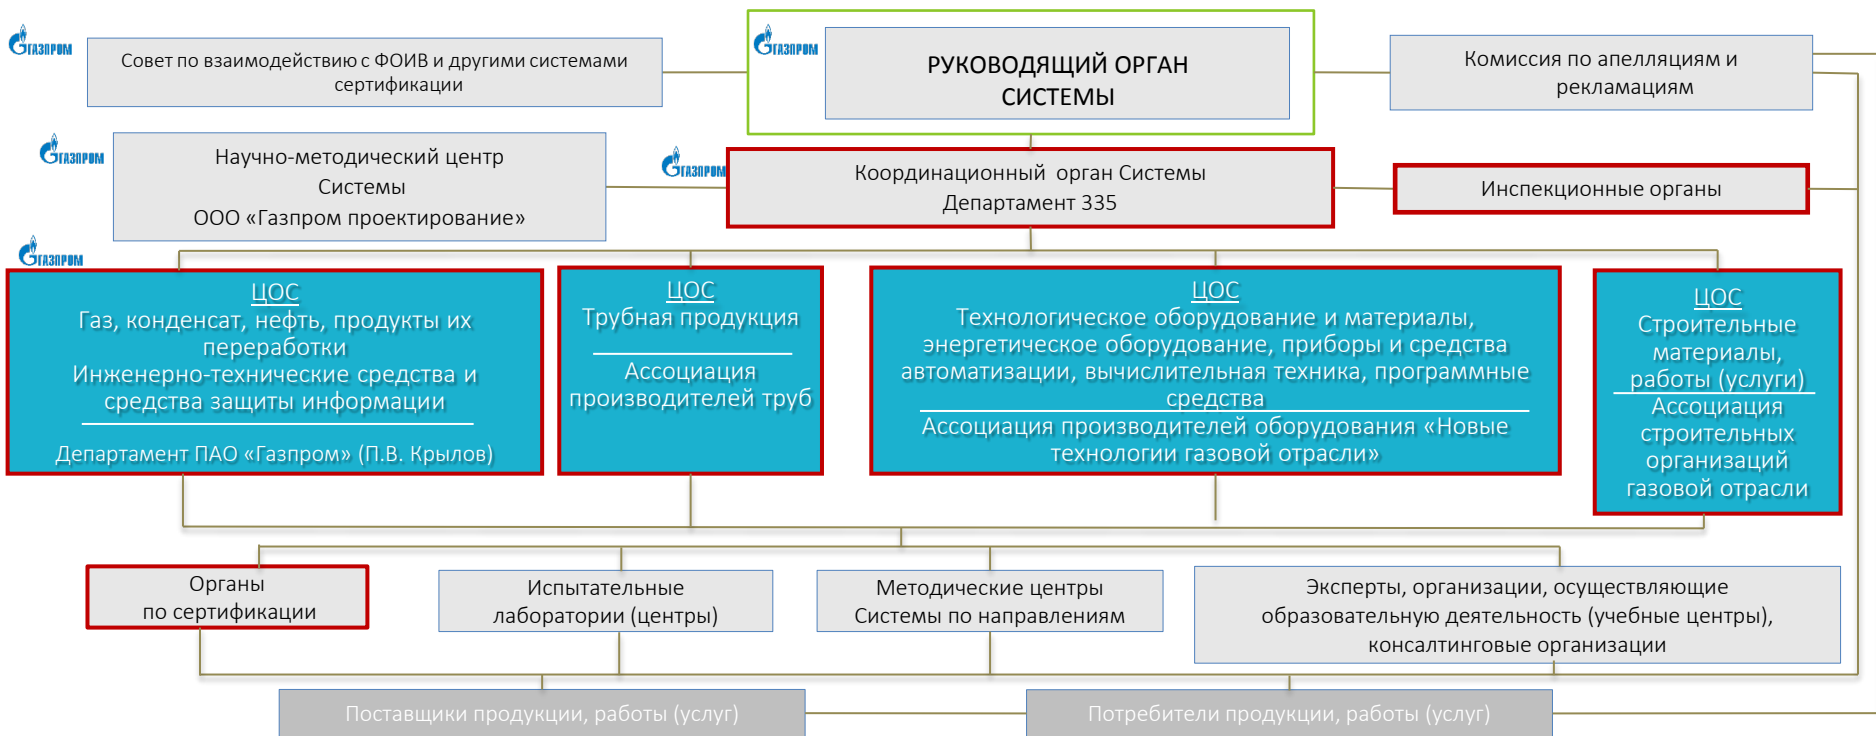 ГАЗПРОМ
Совет по взаимодействию с ФОИВ и другими системами
сертификации
ГАЗПРОМ
РУКОВОДЯЩИЙ ОРГАН
СИСТЕМЫ
Комиссия по апелляциям и
рекламациям
ГАЗПРОМ
Научно-методический центр
Системы
ООО «Газпром проектирование»
ГАЗПРОМ
Координационный орган Системы
Департамент 335
Инспекционные органы
ГАЗПРОМ
ЦОС
Газ, конденсат, нефть, продукты их
переработки
Инженерно-технические средства и
средства защиты информации
Департамент ПАО «Газпром» (П.В. Крылов)
ЦОС
Трубная продукция
Ассоциация
производителей труб
ЦОС
Технологическое оборудование и материалы,
энергетическое оборудование, приборы и средства
автоматизации, вычислительная техника, программные
средства
Ассоциация производителей оборудования «Новые
технологии газовой отрасли»
ЦОС
Строительные
материалы,
работы (услуги)
Ассоциация
строительных
организаций
газовой отрасли
Органы
по сертификации
Испытательные
лаборатории (центры)
Методические центры
Системы по направлениям
Эксперты, организации, осуществляющие
образовательную деятельность (учебные центры),
консалтинговые организации
Поставщики продукции, работы (услуг)
Потребители продукции, работы (услуг)